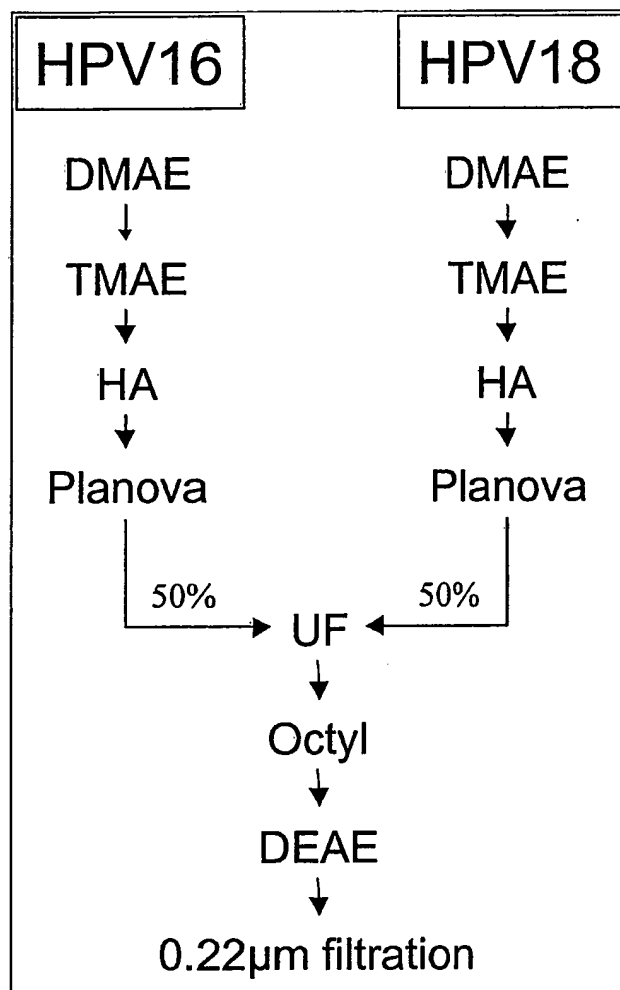 HPV16 HPV18
DMAE DMAE
TMAE TMAE
HA HA
Planova Planova
50% 50%
UF
Octyl
DEAE
0.22µm filtration